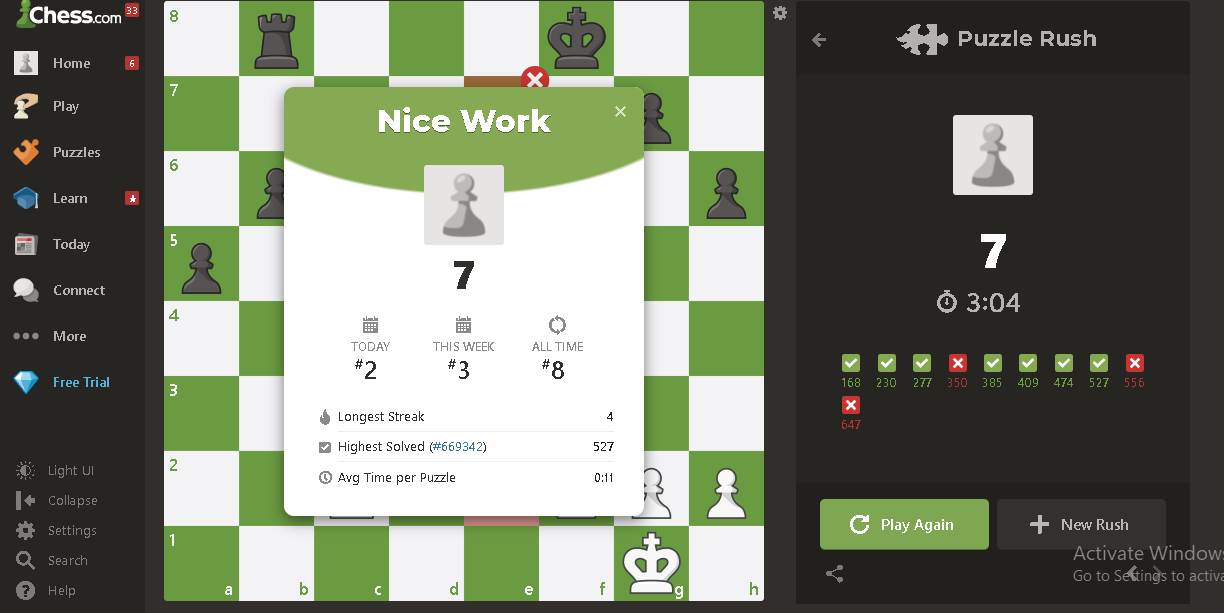 Chess.com 33
Home 6
Play
Puzzles
Learn
Today
Connect
More
Free Trial
Light UI
Collapse
Settings
Search
Help
8
7
6
5
4
3
2
1
a b c d e f g h
Nice Work
×
7
TODAY THIS WEEK ALL TIME
#2 #3 #8
Longest Streak 4
Highest Solved (#669342) 527
Avg Time per Puzzle 0:11
Puzzle Rush
7
3:04
168 230 277 350 385 409 474 527 556
647
Play Again
New Rush
Activate Windows
Go to Settings to activa